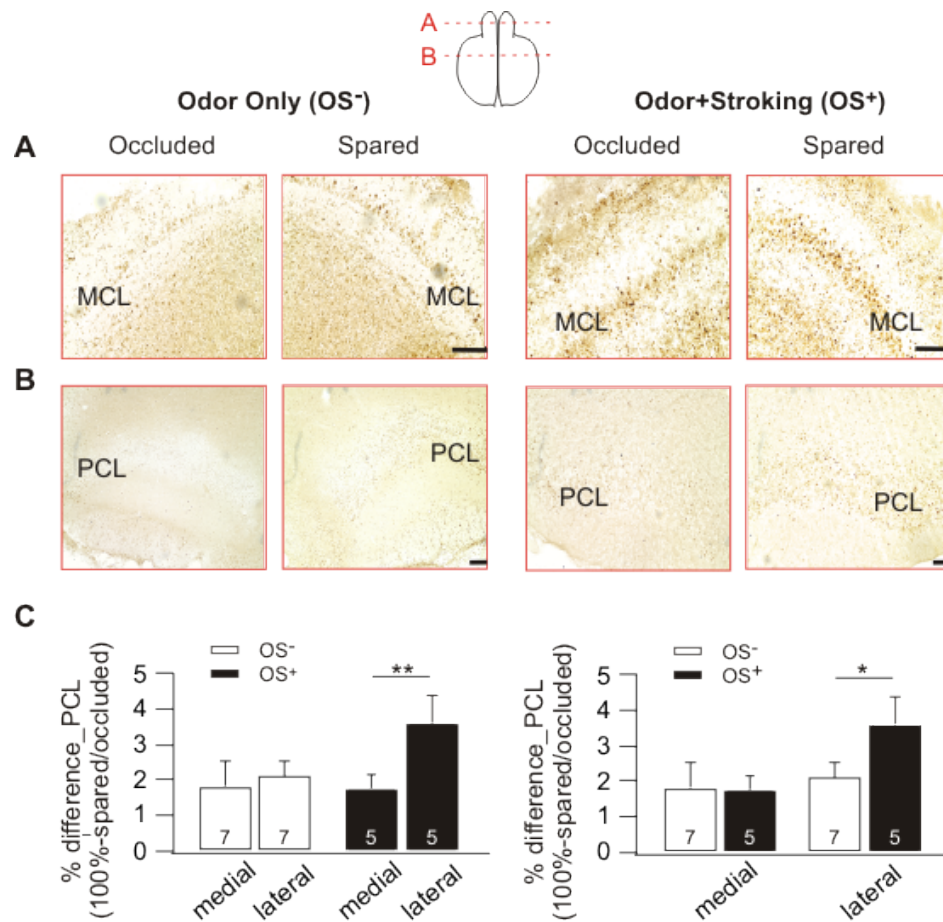 A
B
Odor Only (OS⁻)
Odor+Stroking (OS⁺)
A
Occluded
Spared
Occluded
Spared
MCL
MCL
MCL
MCL
B
PCL
PCL
PCL
PCL
C
OS⁻
OS⁺
% difference_PCL
(100%-spared/occluded)
5
4
3
2
1
0
**
7
7
5
5
medial
lateral
medial
lateral
OS⁻
OS⁺
% difference_PCL
(100%-spared/occluded)
5
4
3
2
1
0
*
7
5
7
5
medial
lateral